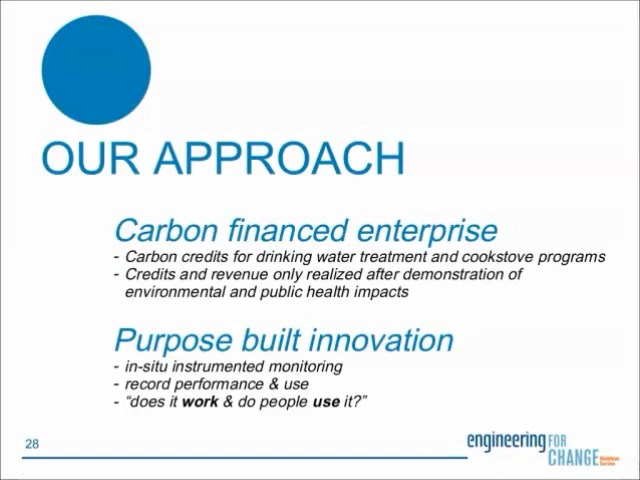 OUR APPROACH
Carbon financed enterprise
- Carbon credits for drinking water treatment and cookstove programs
- Credits and revenue only realized after demonstration of
environmental and public health impacts
Purpose built innovation
- in-situ instrumented monitoring
- record performance & use
- “does it work & do people use it?”
28
engineering FOR
CHANGE Webinar
Series